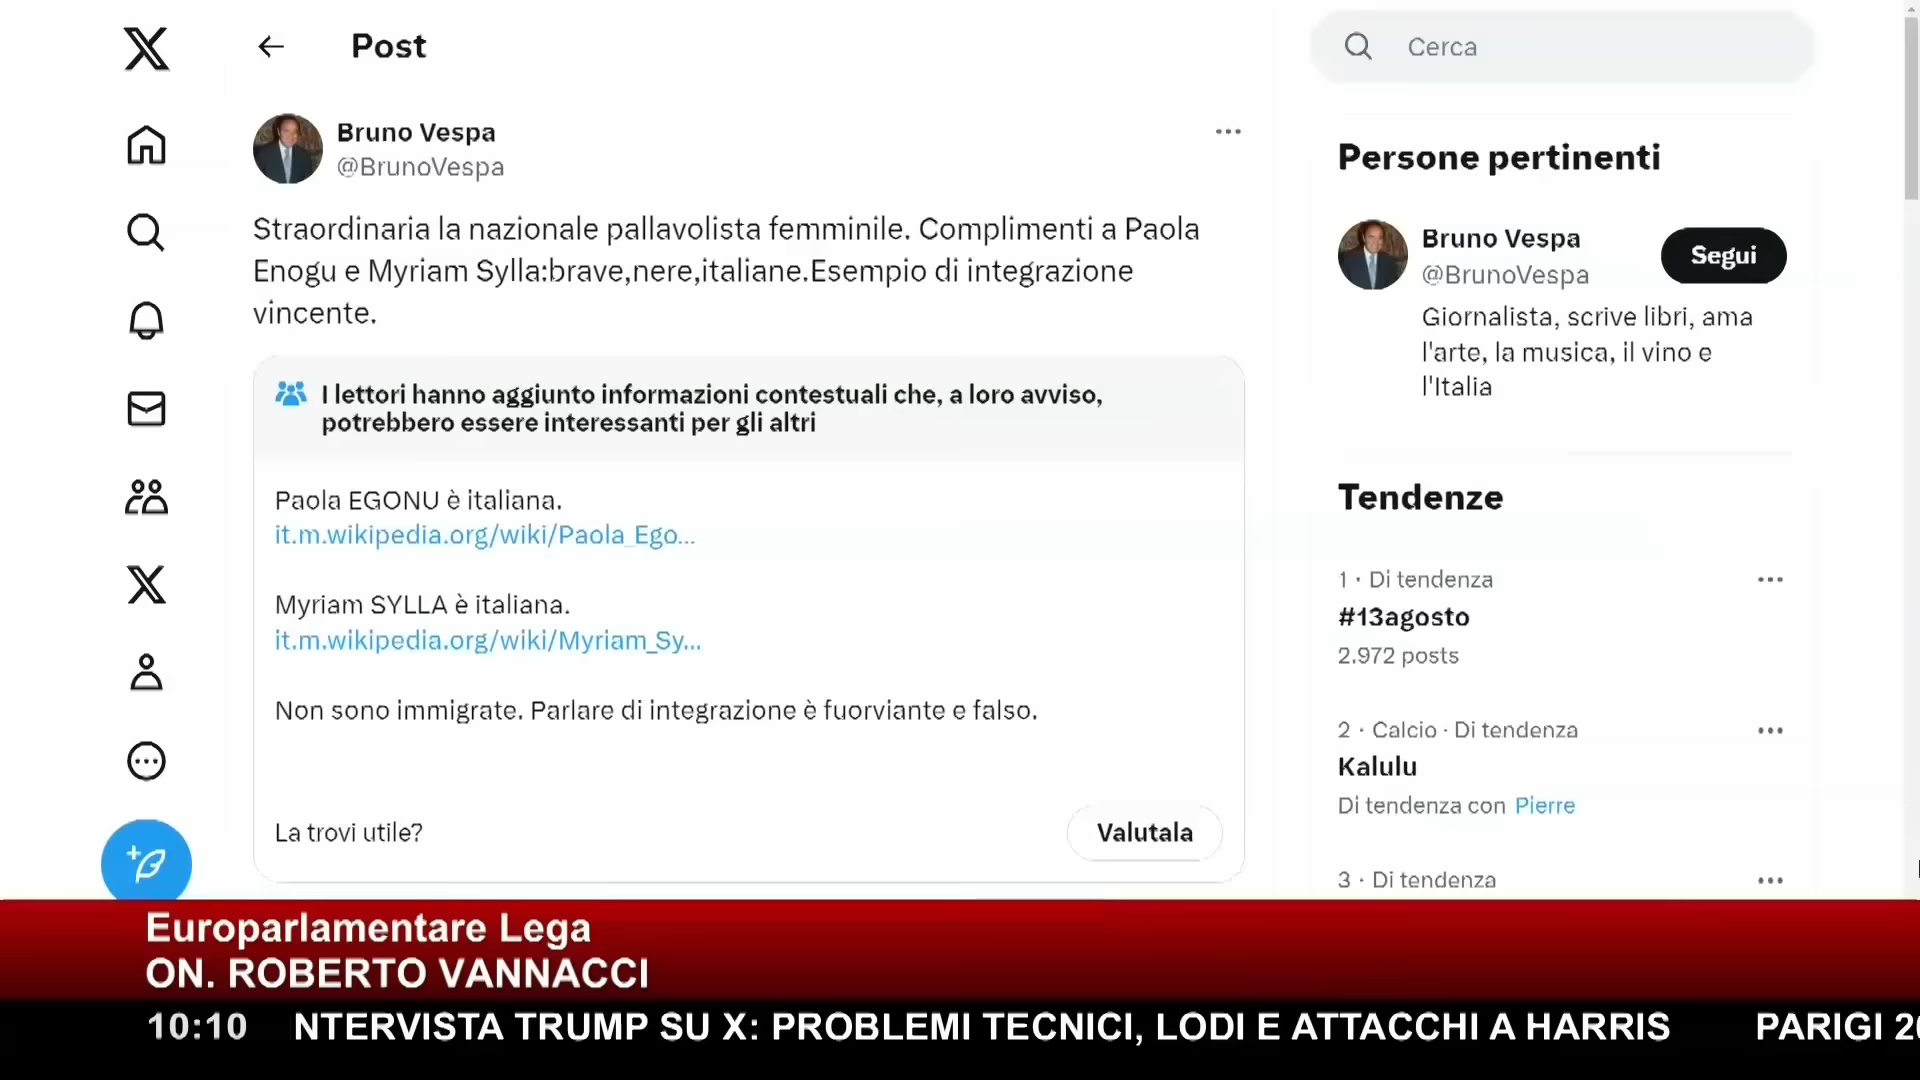 Post
Cerca
Bruno Vespa
@BrunoVespa
Straordinaria la nazionale pallavolista femminile. Complimenti a Paola
Enogu e Myriam Sylla:brave,nere,italiane.Esempio di integrazione
vincente.
I lettori hanno aggiunto informazioni contestuali che, a loro avviso,
potrebbero essere interessanti per gli altri
Paola EGONU è italiana.
it.m.wikipedia.org/wiki/Paola_Ego...
Myriam SYLLA è italiana.
it.m.wikipedia.org/wiki/Myriam_Sy...
Non sono immigrate. Parlare di integrazione è fuorviante e falso.
La trovi utile?
Valutala
Persone pertinenti
Bruno Vespa
@BrunoVespa
Segui
Giornalista, scrive libri, ama
l'arte, la musica, il vino e
l'Italia
Tendenze
1 · Di tendenza
#13agosto
2.972 posts
2 · Calcio · Di tendenza
Kalulu
Di tendenza con Pierre
3 · Di tendenza
Europarlamentare Lega
ON. ROBERTO VANNACCI
10:10 NTERVISTA TRUMP SU X: PROBLEMI TECNICI, LODI E ATTACCHI A HARRIS PARIGI 20